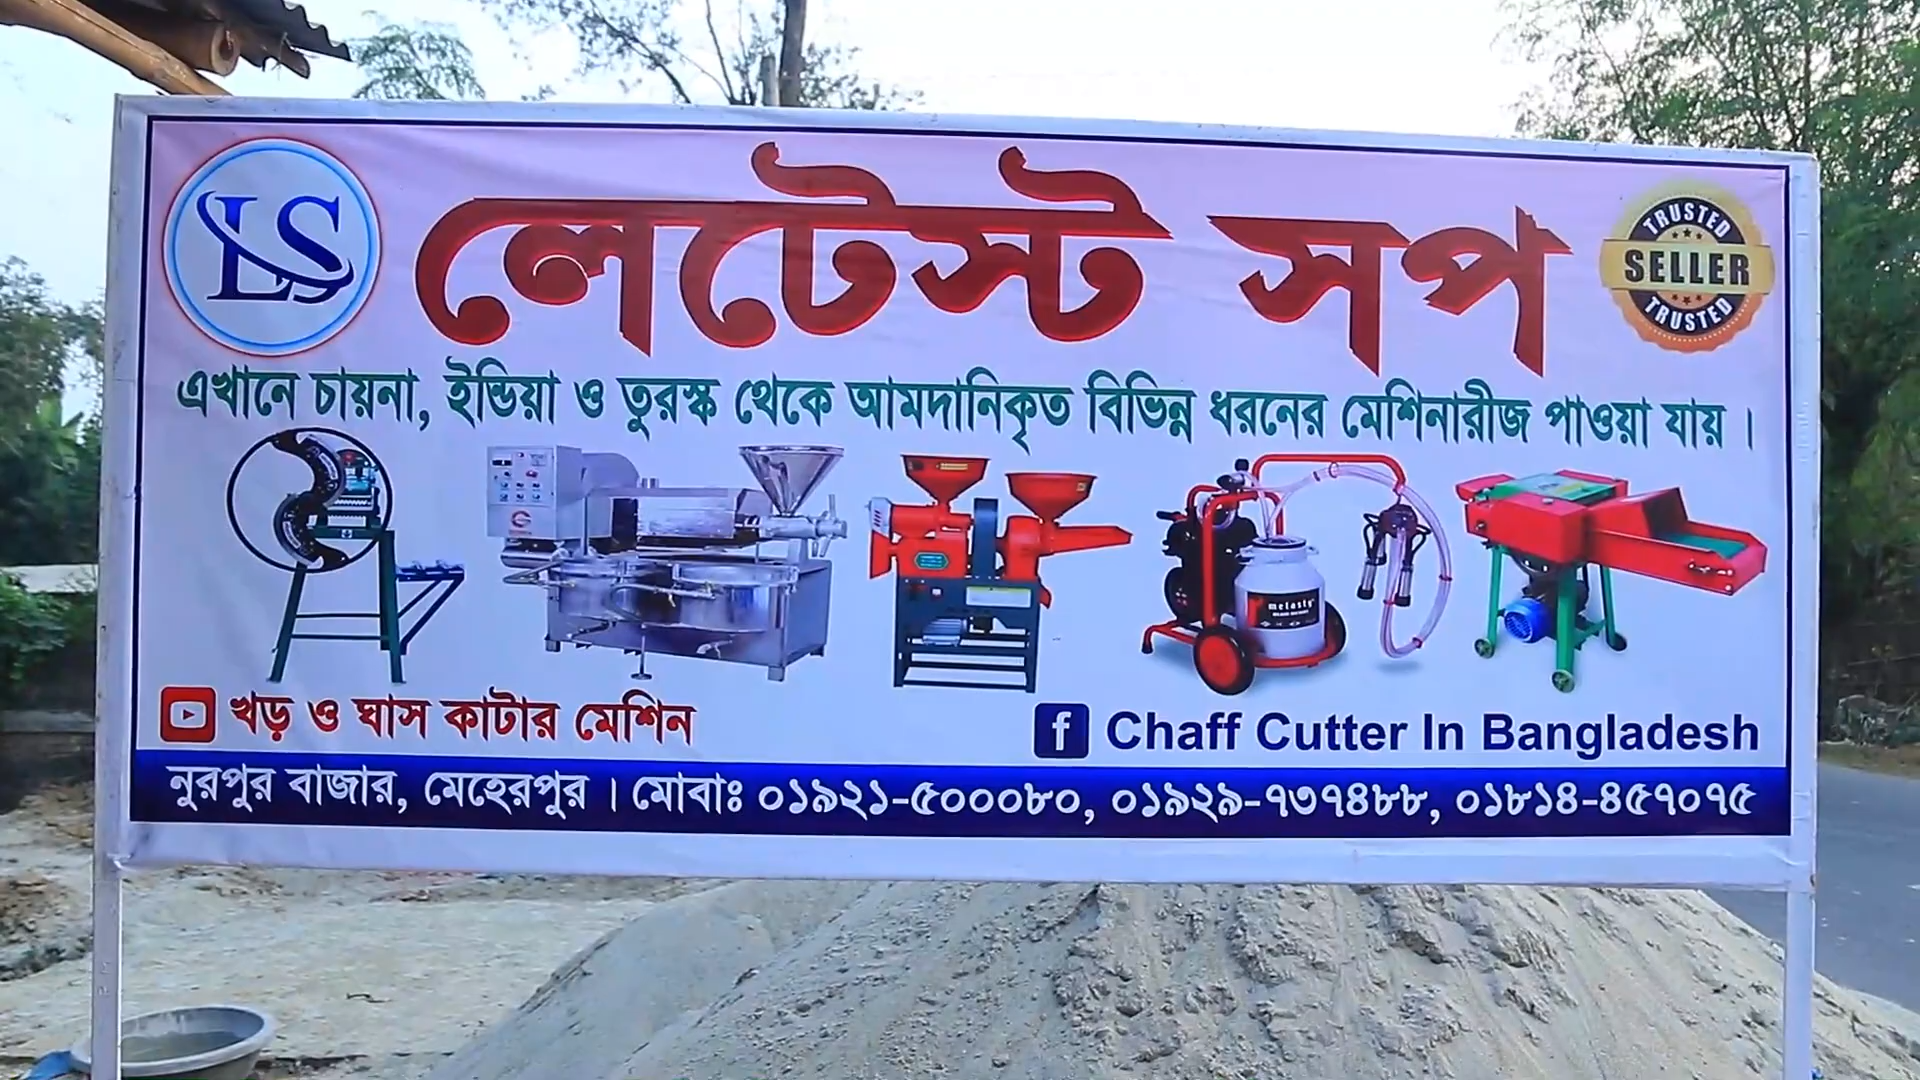 LS
লেটেস্ট সপ
TRUSTED
SELLER
TRUSTED
এখানে চায়না, ইন্ডিয়া ও তুরস্ক থেকে আমদানিকৃত বিভিন্ন ধরনের মেশিনারীজ পাওয়া যায় ।
melasty
খড় ও ঘাস কাটার মেশিন
f Chaff Cutter In Bangladesh
নুরপুর বাজার, মেহেরপুর । মোবাঃ ০১৯২১-৫০০০৮০, ০১৯২৯-৭৩৭৪৮৮, ০১৮১৪-৪৫৭০৭৫